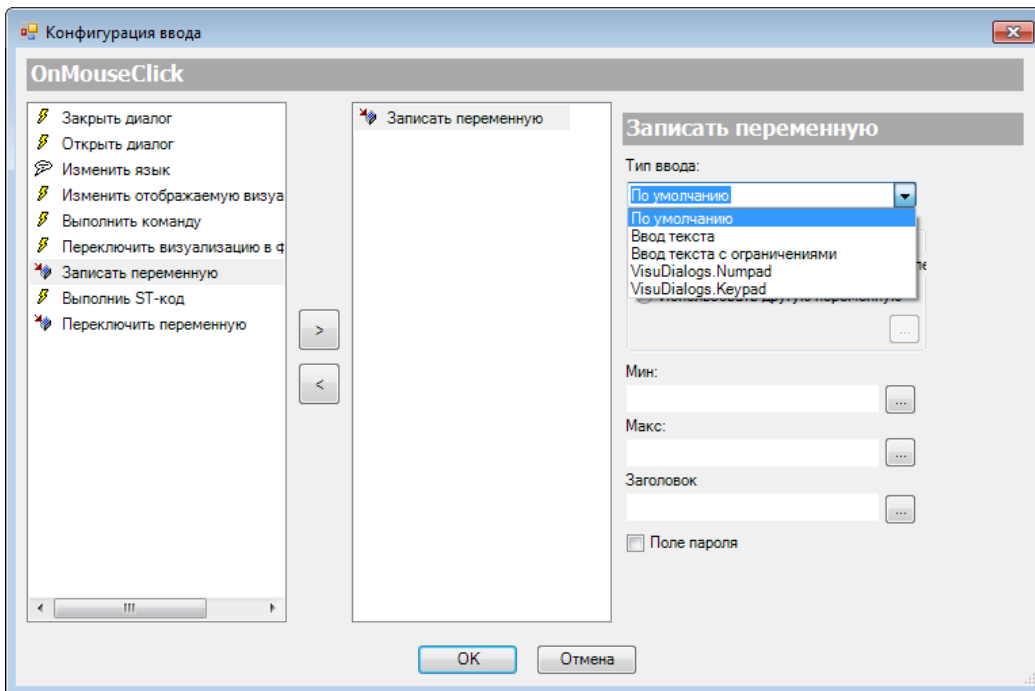 Конфигурация ввода
OnMouseClick
Закрыть диалог
Открыть диалог
Изменить язык
Изменить отображаемую визуа
Выполнить команду
Переключить визуализацию в ф
Записать переменную
Выполниь ST-код
Переключить переменную
>
<
Записать переменную
Записать переменную
Тип ввода:
По умолчанию
По умолчанию
Ввод текста
Ввод текста с ограничениями
VisuDialogs.Numpad
VisuDialogs.Keypad
...
Мин:
...
Макс:
...
Заголовок
...
Поле пароля
OK
Отмена